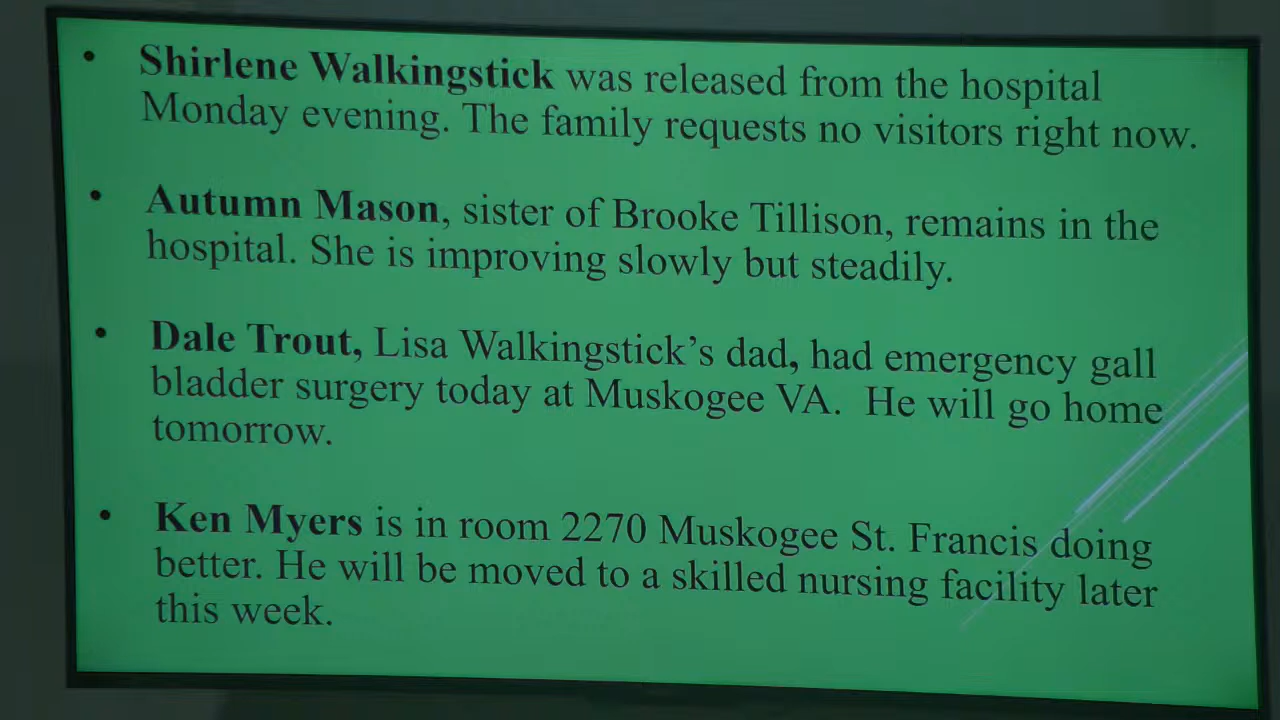 • Shirlene Walkingstick was released from the hospital
Monday evening. The family requests no visitors right now.
• Autumn Mason, sister of Brooke Tillison, remains in the
hospital. She is improving slowly but steadily.
• Dale Trout, Lisa Walkingstick’s dad, had emergency gall
bladder surgery today at Muskogee VA.  He will go home
tomorrow.
• Ken Myers is in room 2270 Muskogee St. Francis doing
better. He will be moved to a skilled nursing facility later
this week.